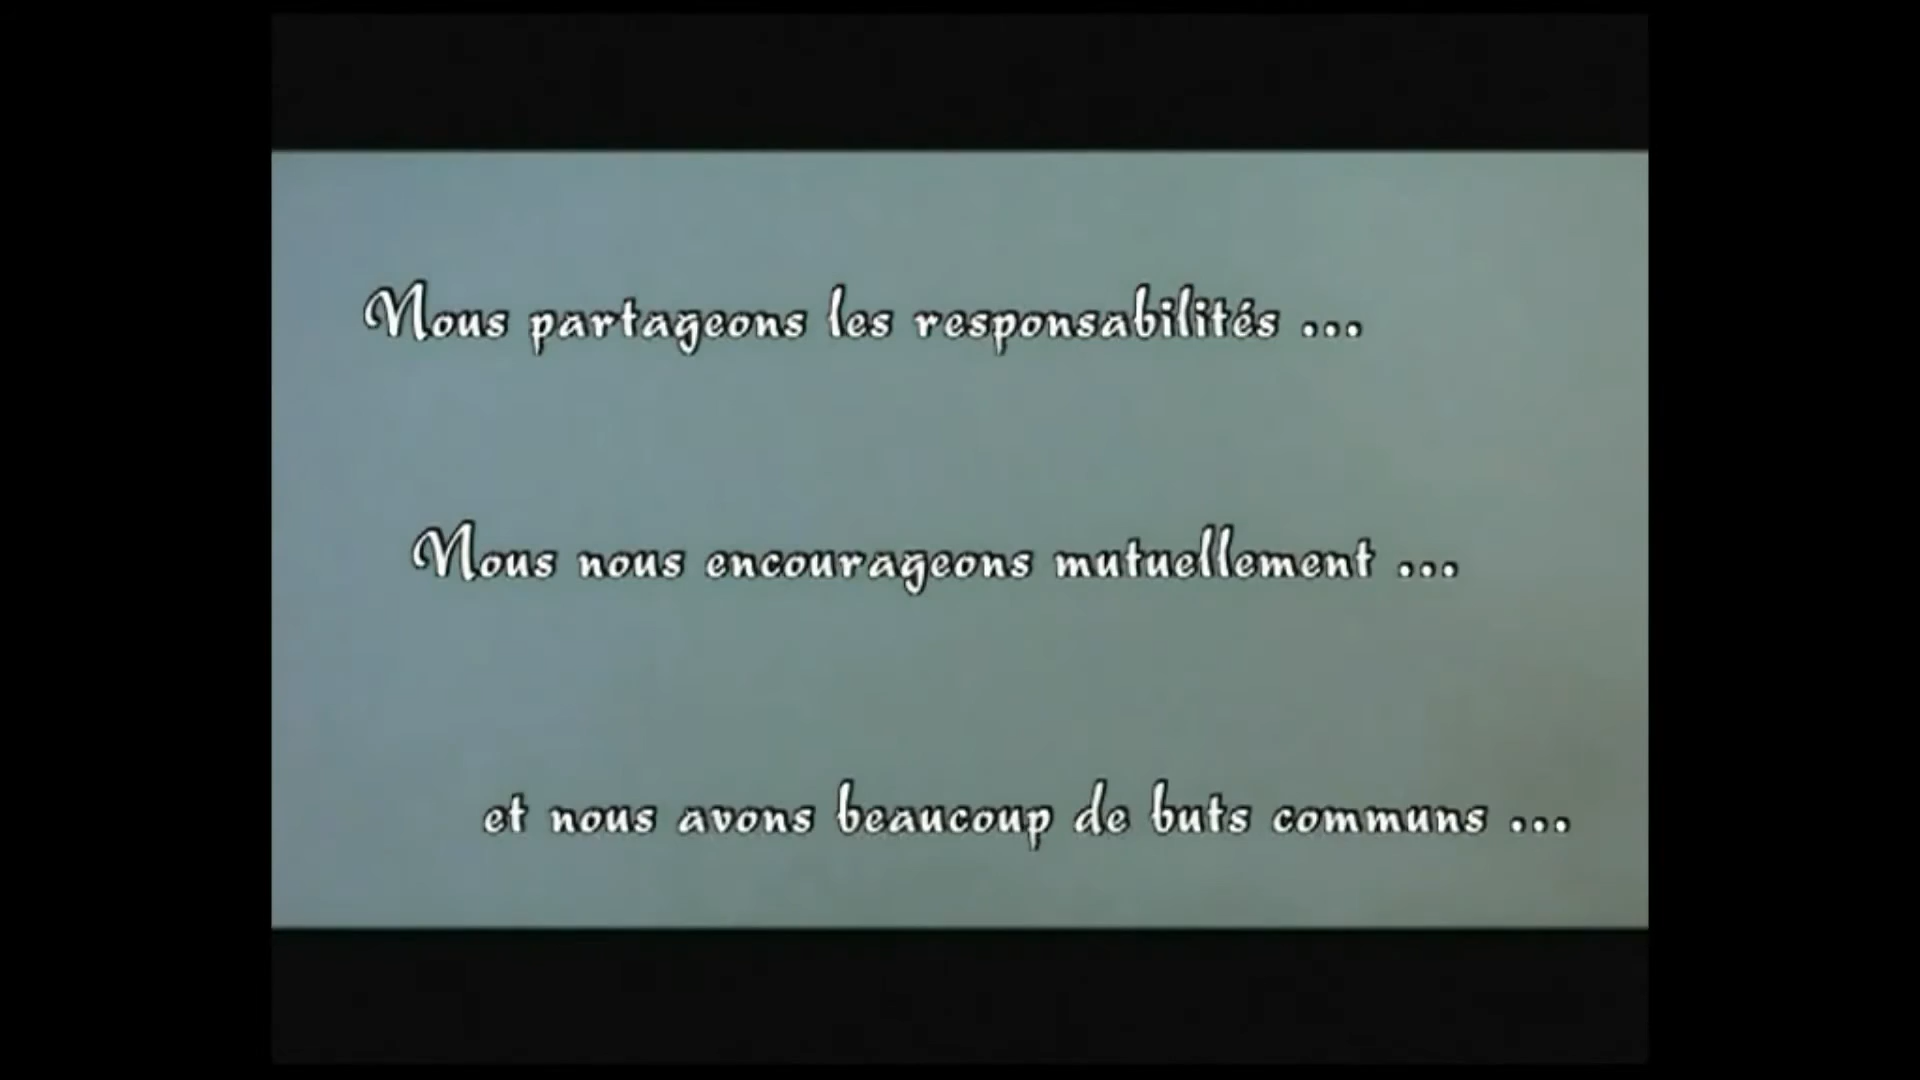 Nous partageons les responsabilités ...
Nous nous encourageons mutuellement ...
et nous avons beaucoup de buts communs ...